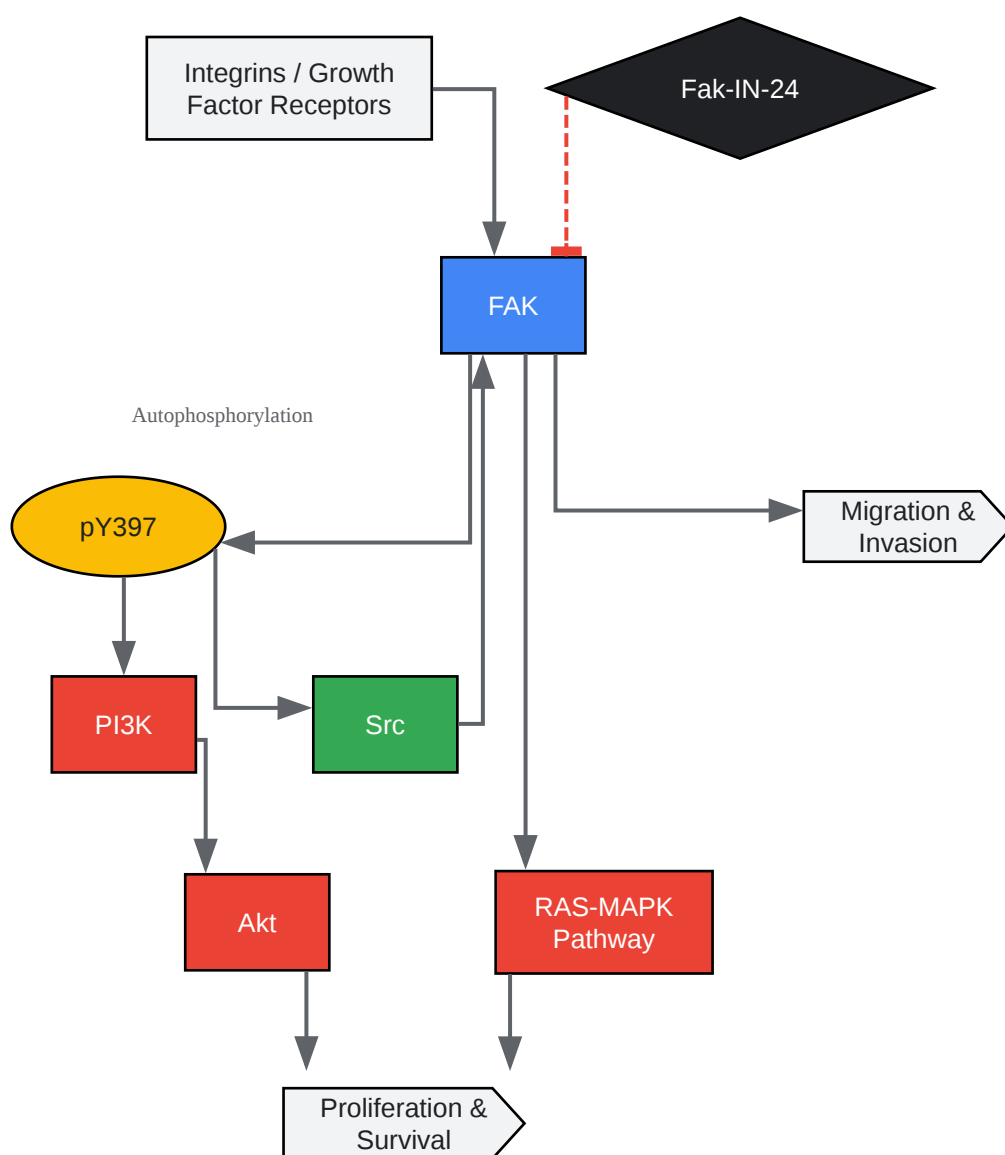 Integrins / Growth
Factor Receptors
Fak-IN-24
FAK
Autophosphorylation
pY397
Migration &
Invasion
PI3K
Src
Akt
RAS-MAPK
Pathway
Proliferation &
Survival